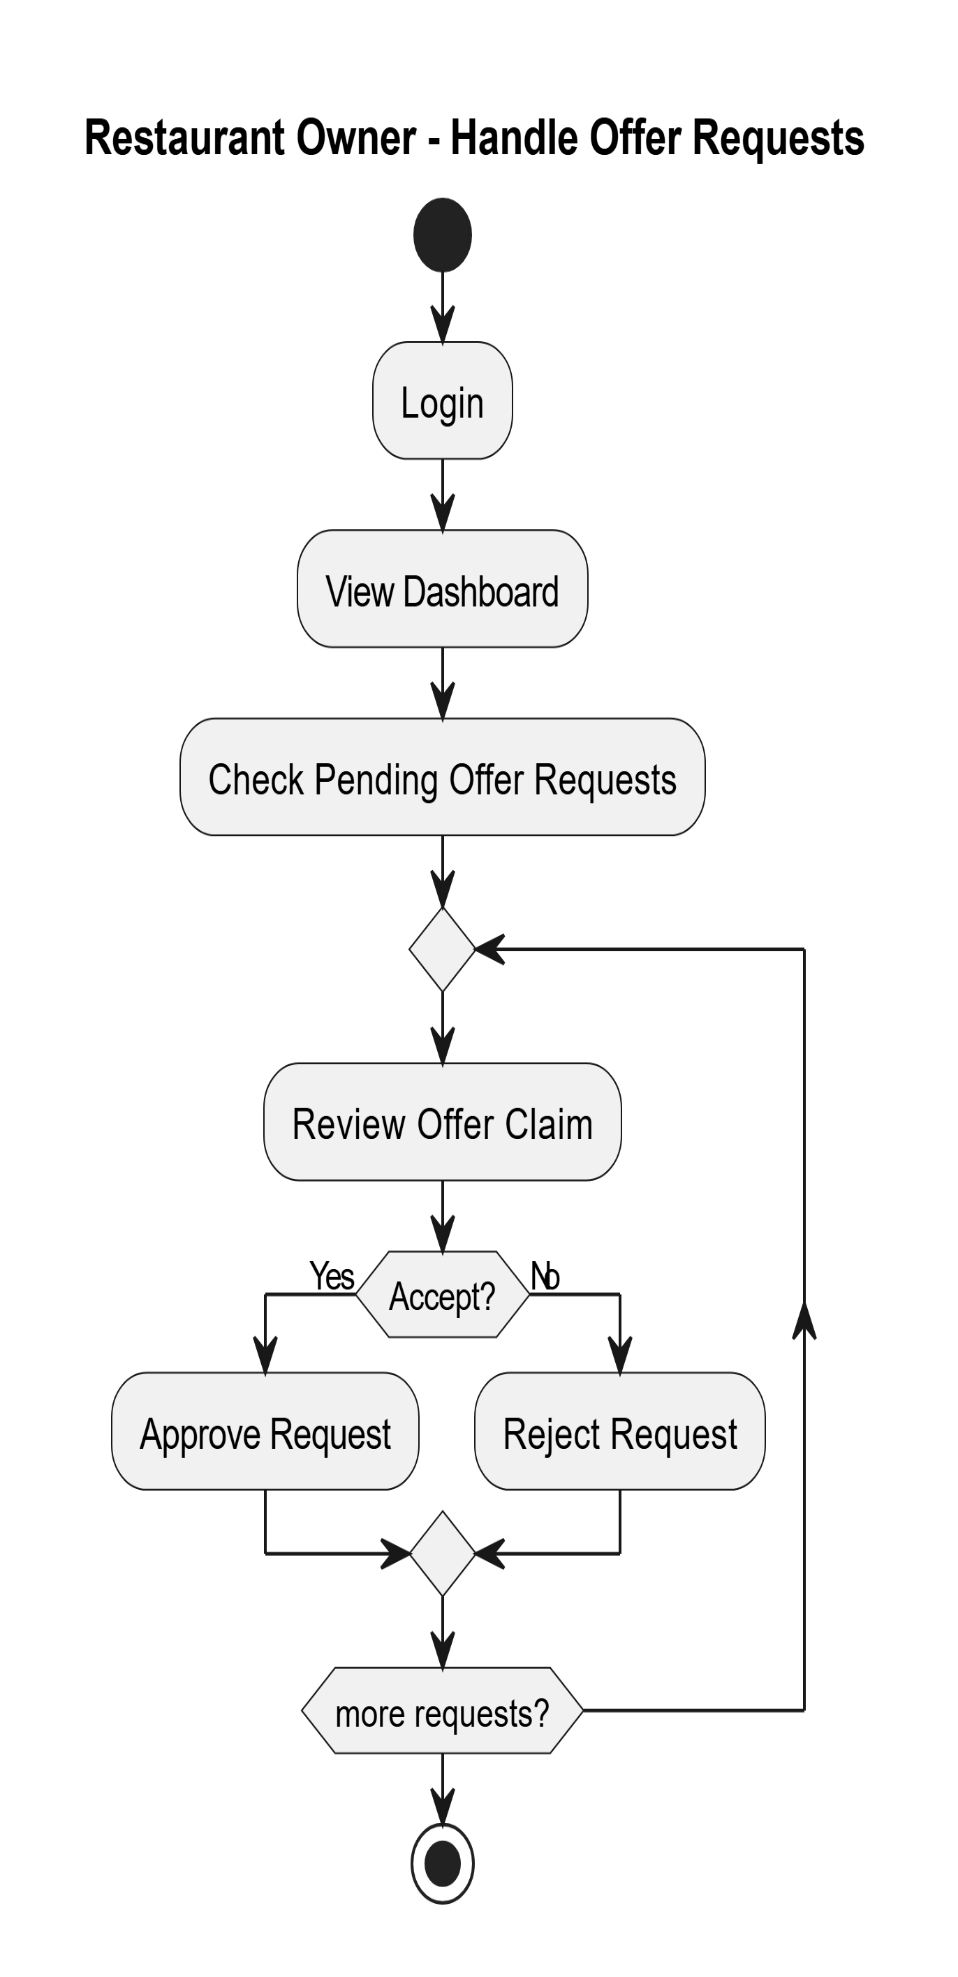 Restaurant Owner - Handle Offer Requests
Login
View Dashboard
Check Pending Offer Requests
Review Offer Claim
Yes
Accept?
No
Approve Request
Reject Request
more requests?